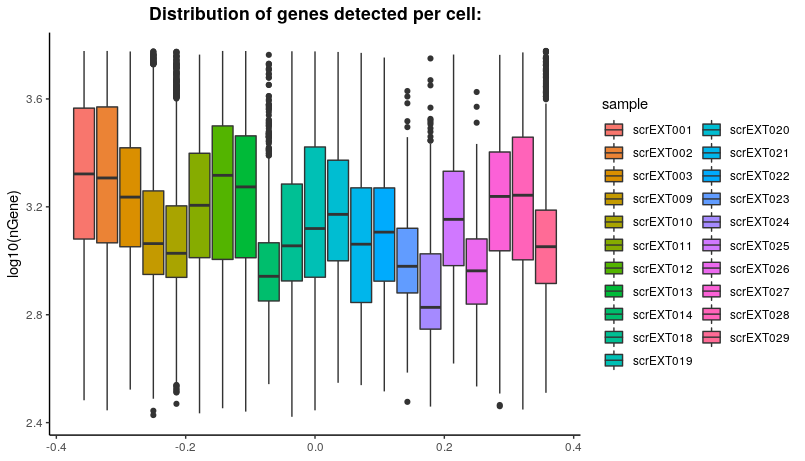 Distribution of genes detected per cell:
log10(nGene)
3.6
3.2
2.8
2.4
-0.4
-0.2
0.0
0.2
0.4
sample
scrEXT001
scrEXT002
scrEXT003
scrEXT009
scrEXT010
scrEXT011
scrEXT012
scrEXT013
scrEXT014
scrEXT018
scrEXT019
scrEXT020
scrEXT021
scrEXT022
scrEXT023
scrEXT024
scrEXT025
scrEXT026
scrEXT027
scrEXT028
scrEXT029